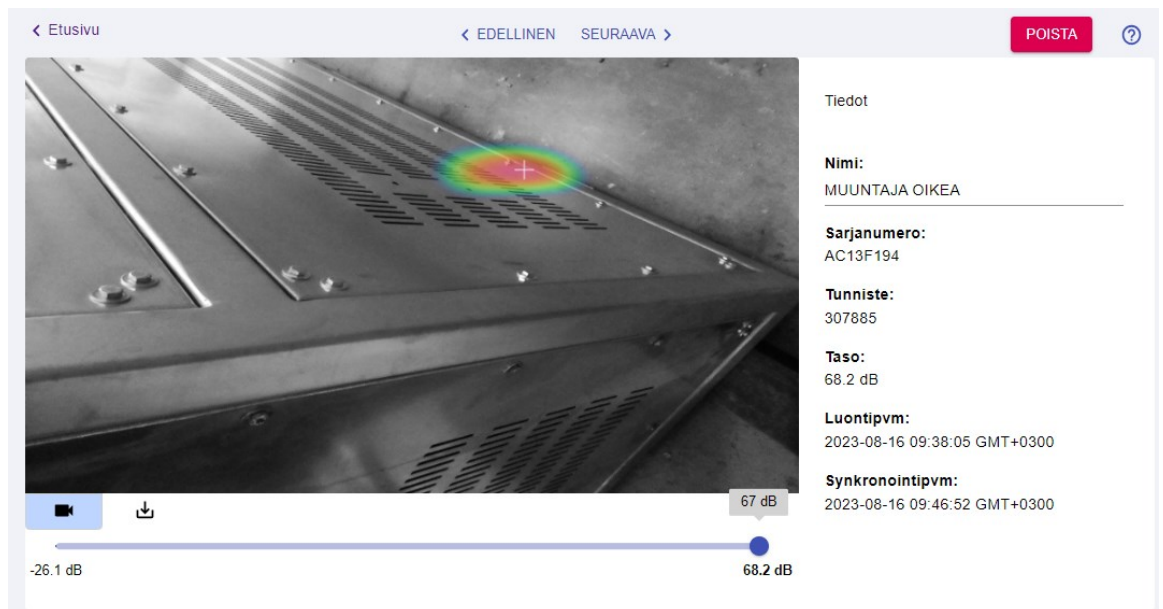 Etusivu
EDELLINEN SEURAAVA
POISTA
Tiedot
Nimi:
MUUNTAJA OIKEA
Sarjanumero:
AC13F194
Tunniste:
307885
Taso:
68.2 dB
Luontipvm:
2023-08-16 09:38:05 GMT+0300
Synkronointipvm:
2023-08-16 09:46:52 GMT+0300
67 dB
-26.1 dB 68.2 dB